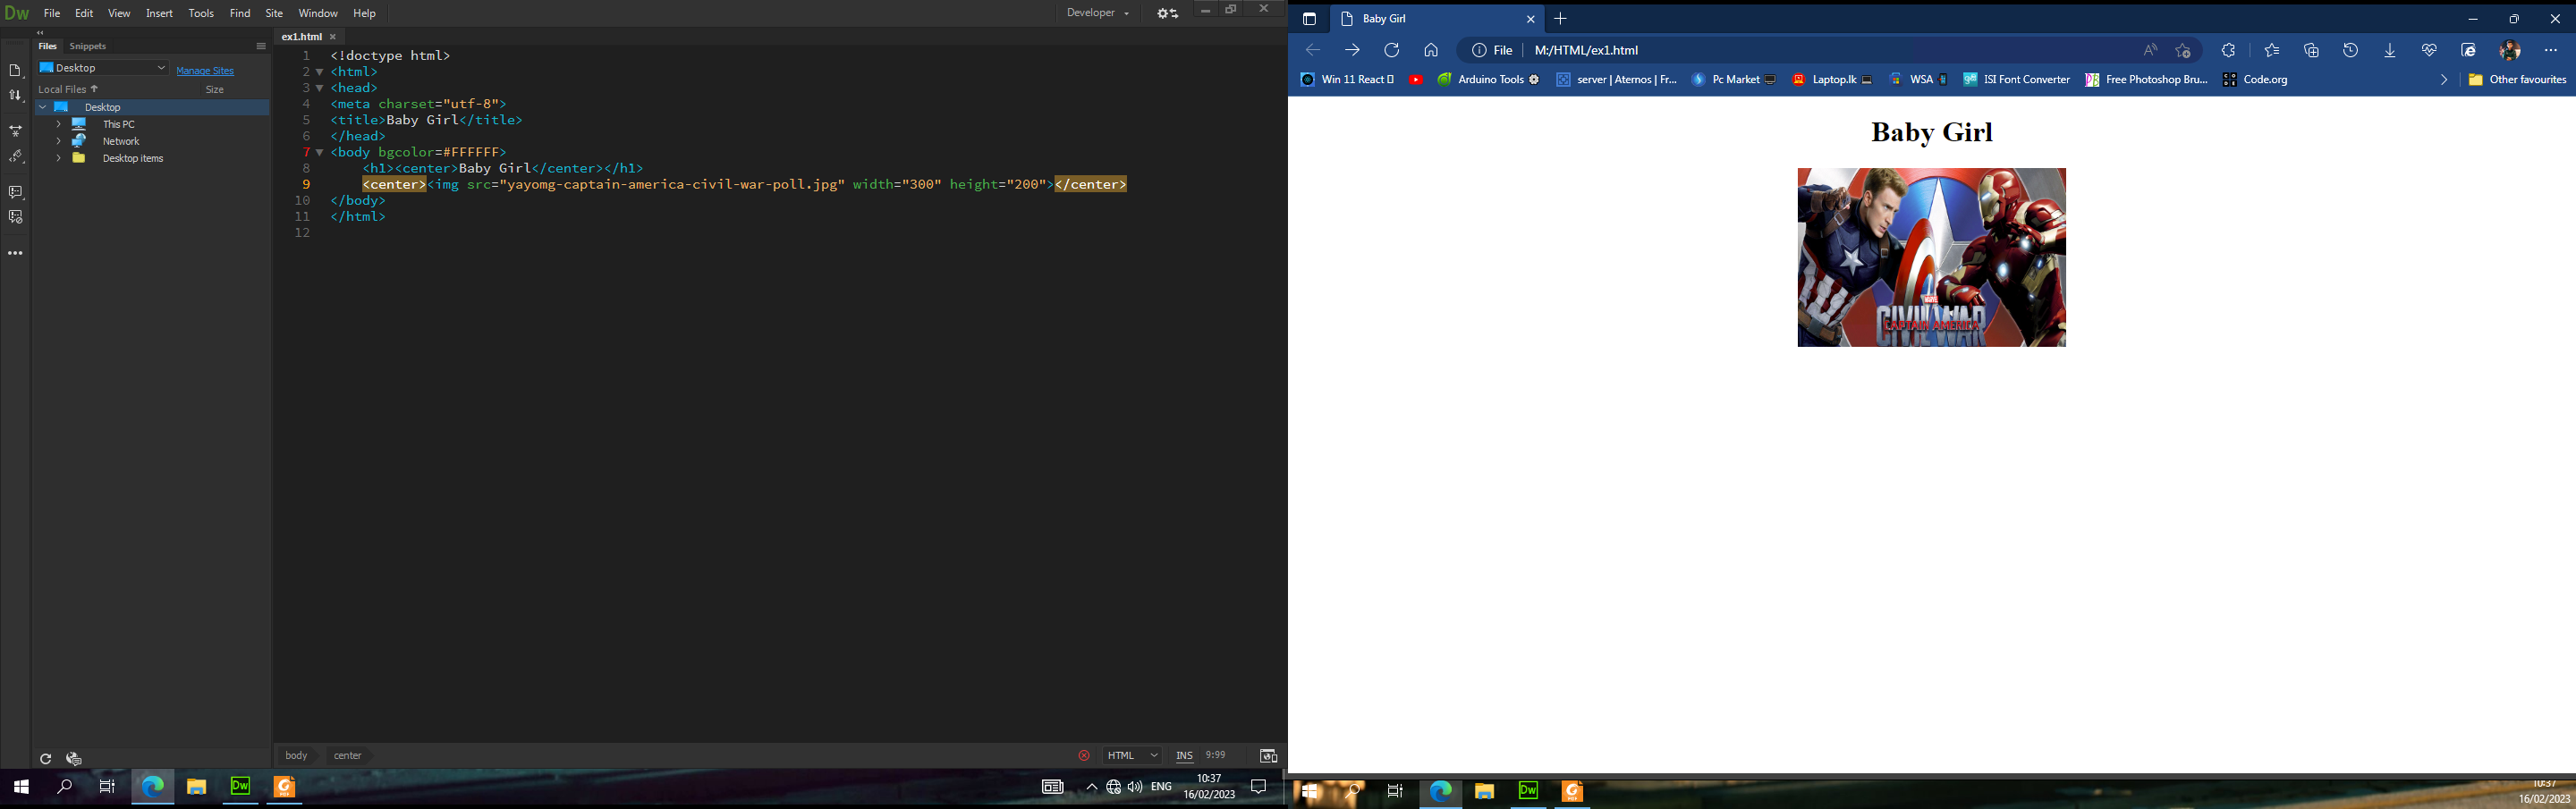 Dw File Edit View Insert Tools Find Site Window Help Developer
Files Snippets
Desktop Manage Sites
Local Files Size
Desktop
This PC
Network
Desktop items
ex1.html
1 <!doctype html>
2 <html>
3 <head>
4 <meta charset="utf-8">
5 <title>Baby Girl</title>
6 </head>
7 <body bgcolor=#FFFFFF>
8 <h1><center>Baby Girl</center></h1>
9 <center><img src="yayomg-captain-america-civil-war-poll.jpg" width="300" height="200"></center>
10 </body>
11 </html>
12
body center HTML INS 9:99
Dw ENG 10:37
16/02/2023
Baby Girl
File M:/HTML/ex1.html
Win 11 React Arduino Tools server | Aternos | Fr... Pc Market Laptop.lk WSA ISI Font Converter Free Photoshop Bru... Code.org Other favourites
Baby Girl
MARVEL
CIVIL WAR
CAPTAIN AMERICA
Dw 10:37
16/02/2023